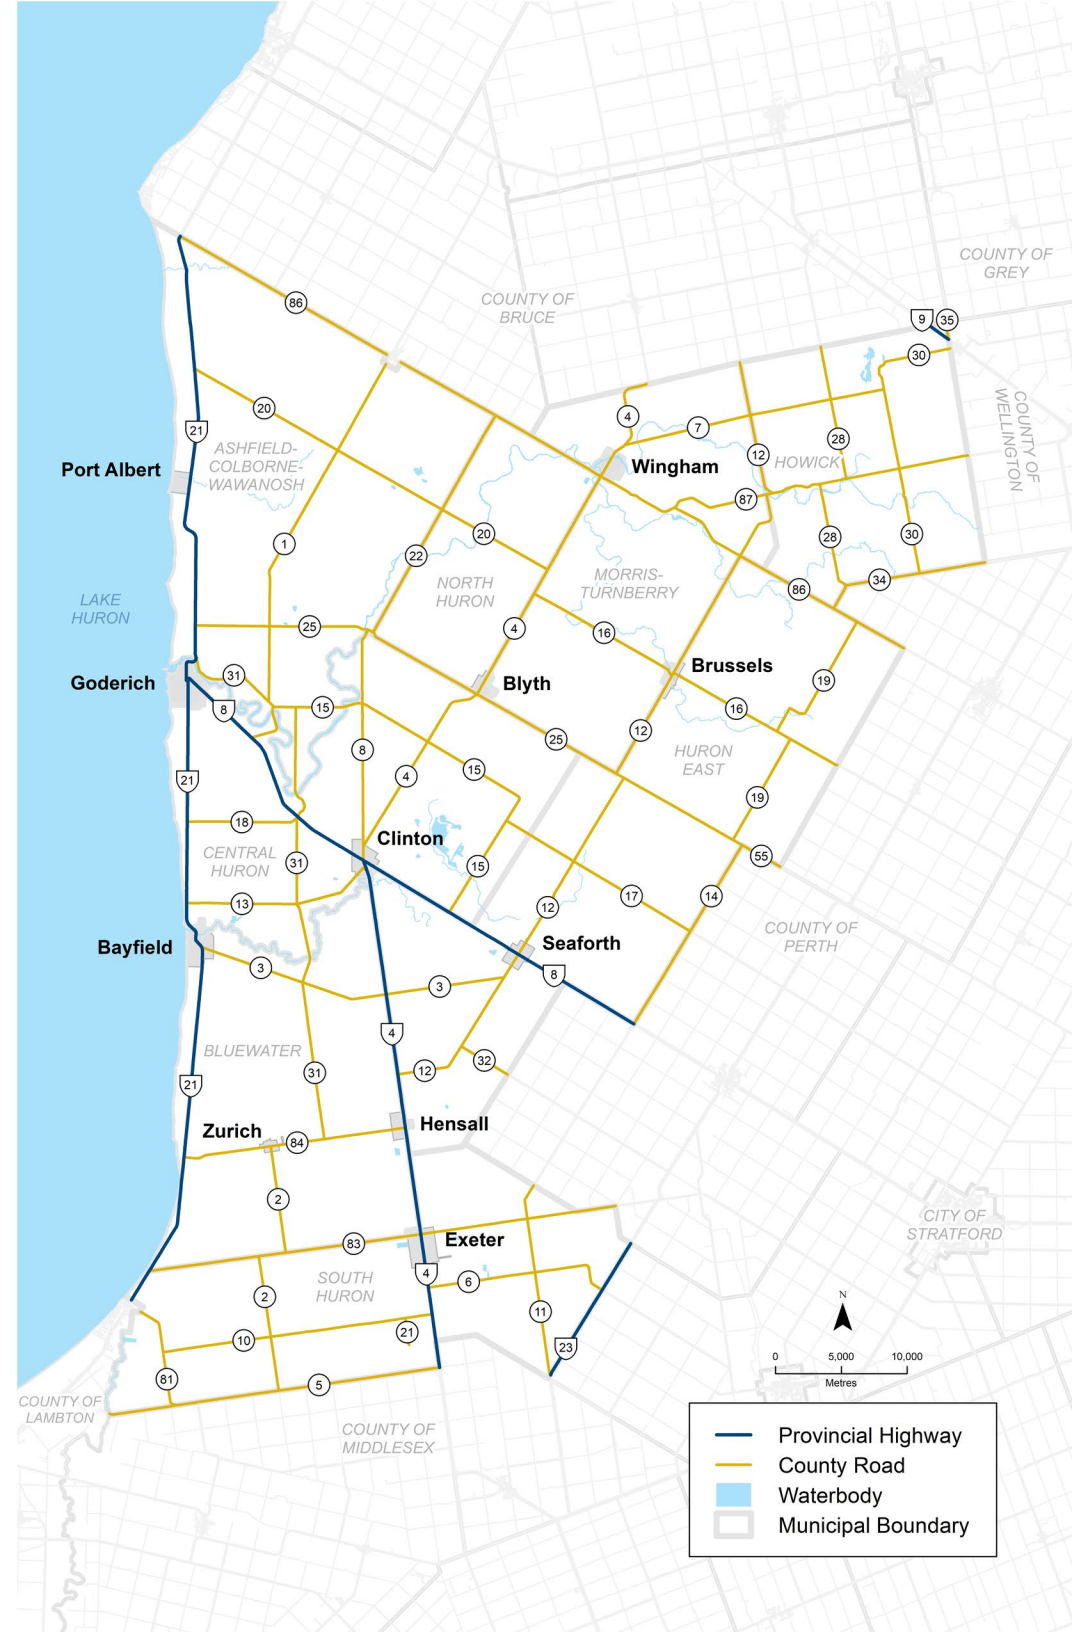 COUNTY OF
GREY
COUNTY OF
BRUCE
86
9
35
30
COUNTY OF
WELLINGTON
20
4
7
21
28
12
ASHFIELD-
COLBORNE-
WAWANOSH
Port Albert
Wingham
HOWICK
87
20
28
30
1
22
86
34
NORTH
HURON
MORRIS-
TURNBERRY
LAKE
HURON
25
4
16
Goderich
31
Blyth
Brussels
19
8
15
16
12
25
8
HURON
EAST
21
4
15
19
18
Clinton
CENTRAL
HURON
31
15
55
13
12
17
14
Bayfield
3
Seaforth
COUNTY OF
PERTH
8
3
4
BLUEWATER
31
12
32
21
Zurich
84
Hensall
2
83
Exeter
CITY OF
STRATFORD
4
6
SOUTH
HURON
2
11
10
21
23
81
5
N
0
5,000
10,000
Metres
COUNTY OF
LAMBTON
COUNTY OF
MIDDLESEX
Provincial Highway
County Road
Waterbody
Municipal Boundary